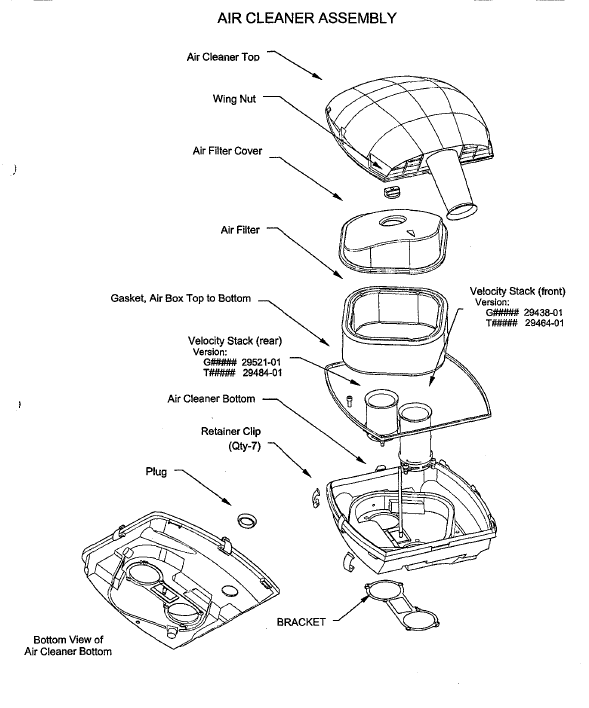 AIR CLEANER ASSEMBLY
Air Cleaner Top
Wing Nut
Air Filter Cover
Air Filter
Gasket, Air Box Top to Bottom
Velocity Stack (front)
Version:
G##### 29438-01
T##### 29464-01
Velocity Stack (rear)
Version:
G##### 29521-01
T##### 29484-01
Air Cleaner Bottom
Retainer Clip
(Qty-7)
Plug
BRACKET
Bottom View of
Air Cleaner Bottom